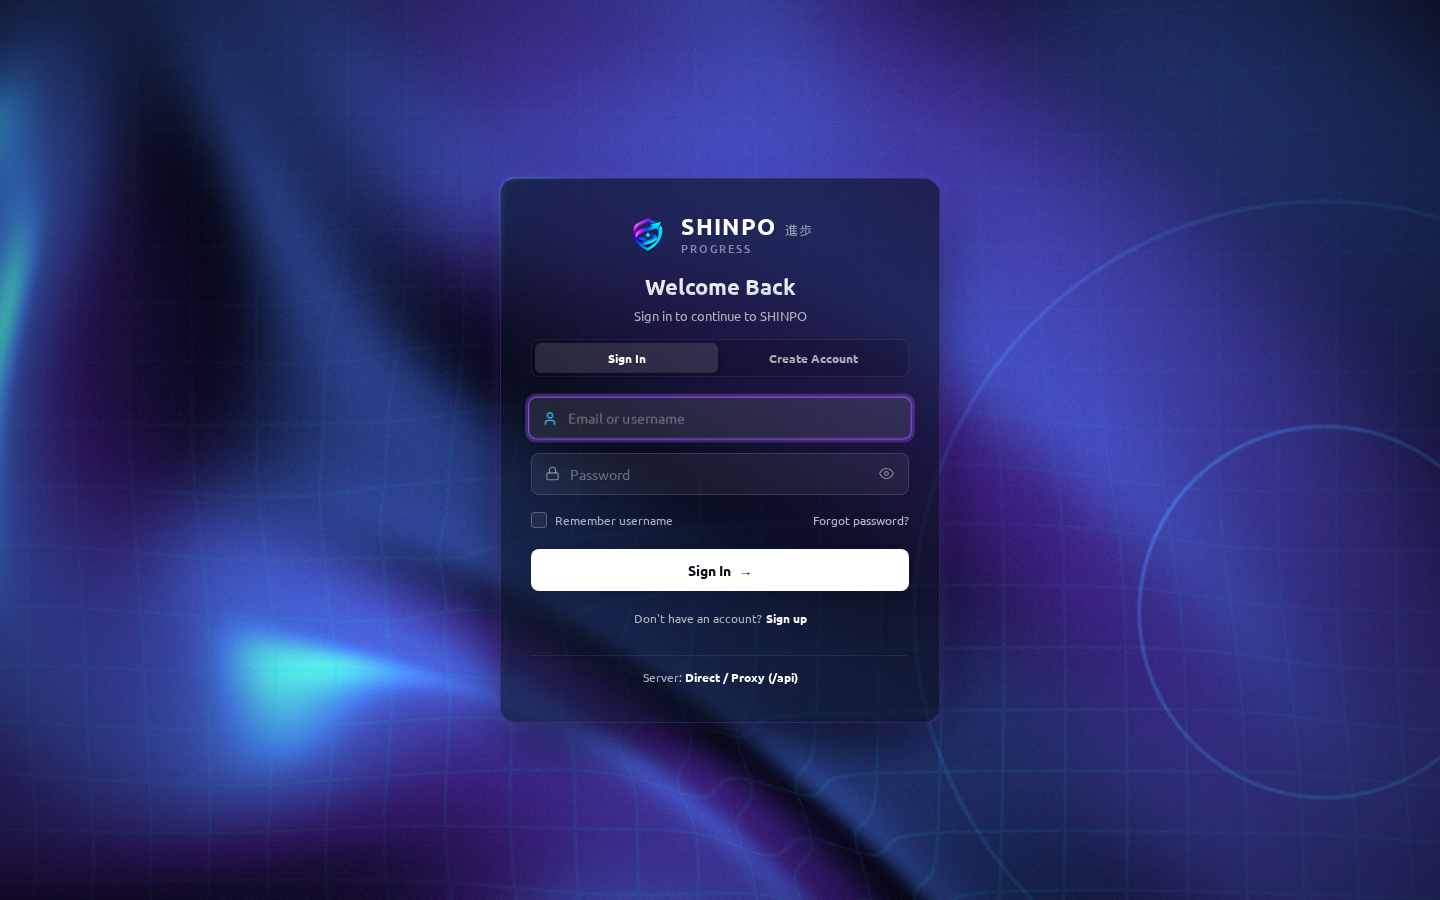 SHINPO 進歩
PROGRESS
Welcome Back
Sign in to continue to SHINPO
Sign In
Create Account
Email or username
Password
Remember username
Forgot password?
Sign In →
Don't have an account? Sign up
Server: Direct / Proxy (/api)